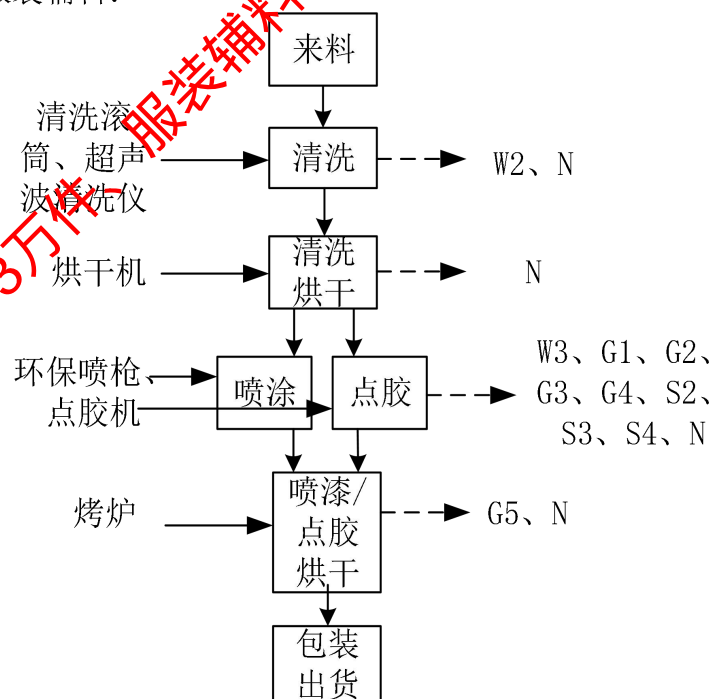 来料
清洗滚
筒、超声
波清洗仪
清洗
W2、N
烘干机
清洗
烘干
N
环保喷枪、
点胶机
喷涂
点胶
W3、G1、G2、
G3、G4、S2、
S3、S4、N
烤炉
喷漆/
点胶
烘干
G5、N
包装
出货
3万件、服装辅料